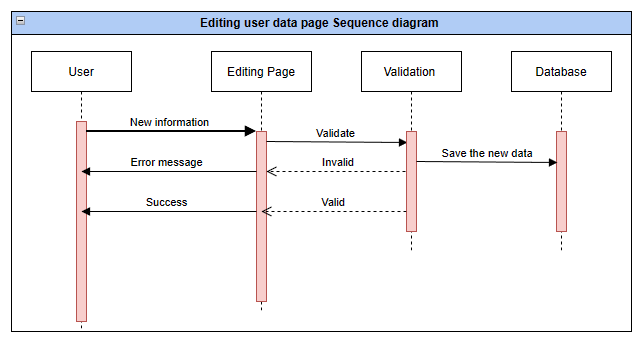 Editing user data page Sequence diagram
User
Editing Page
Validation
Database
New information
Validate
Save the new data
Error message
Invalid
Success
Valid